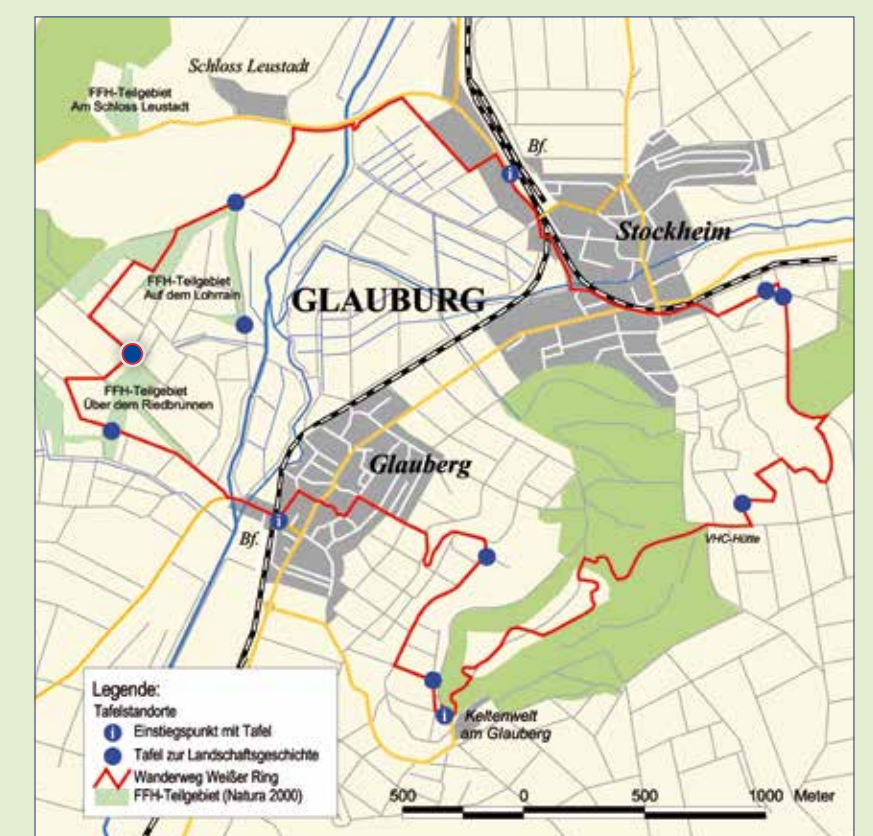 Schloss Leustadt
FFH-Teilgebiet
Am Schloss Leustadt
Bf.
Stockheim
FFH-Teilgebiet
Auf dem Lohrrain
GLAUBURG
FFH-Teilgebiet
Über dem Riedbrunnen
Glauberg
Bf.
VHC-Hütte
Keltenwelt
am Glauberg
Legende:
Tafelstandorte
i Einstiegspunkt mit Tafel
Tafel zur Landschaftsgeschichte
Wanderweg Weißer Ring
FFH-Teilgebiet (Natura 2000)
500 0 500 1000 Meter